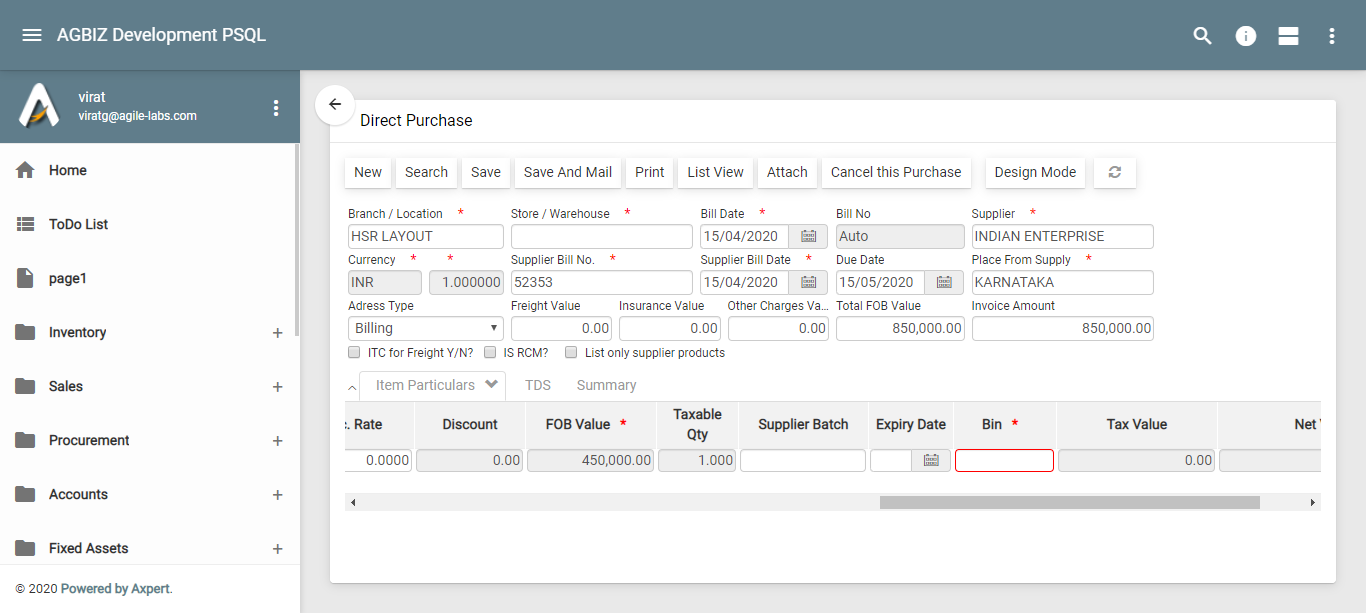 AGBIZ Development PSQL
virat
viratg@agile-labs.com
Home
ToDo List
page1
Inventory +
Sales +
Procurement +
Accounts +
Fixed Assets +
© 2020 Powered by Axpert.
Direct Purchase
New Search Save Save And Mail Print List View Attach Cancel this Purchase Design Mode
Branch / Location * Store / Warehouse * Bill Date * Bill No Supplier *
HSR LAYOUT 15/04/2020 Auto INDIAN ENTERPRISE
Currency * * Supplier Bill No. * Supplier Bill Date * Due Date Place From Supply *
INR 1.000000 52353 15/04/2020 15/05/2020 KARNATAKA
Adress Type Freight Value Insurance Value Other Charges Va... Total FOB Value Invoice Amount
Billing 0.00 0.00 0.00 850,000.00 850,000.00
ITC for Freight Y/N? IS RCM? List only supplier products
Item Particulars TDS Summary
. Rate Discount FOB Value * Taxable Qty Supplier Batch Expiry Date Bin * Tax Value Net
0.0000 0.00 450,000.00 1.000 0.00